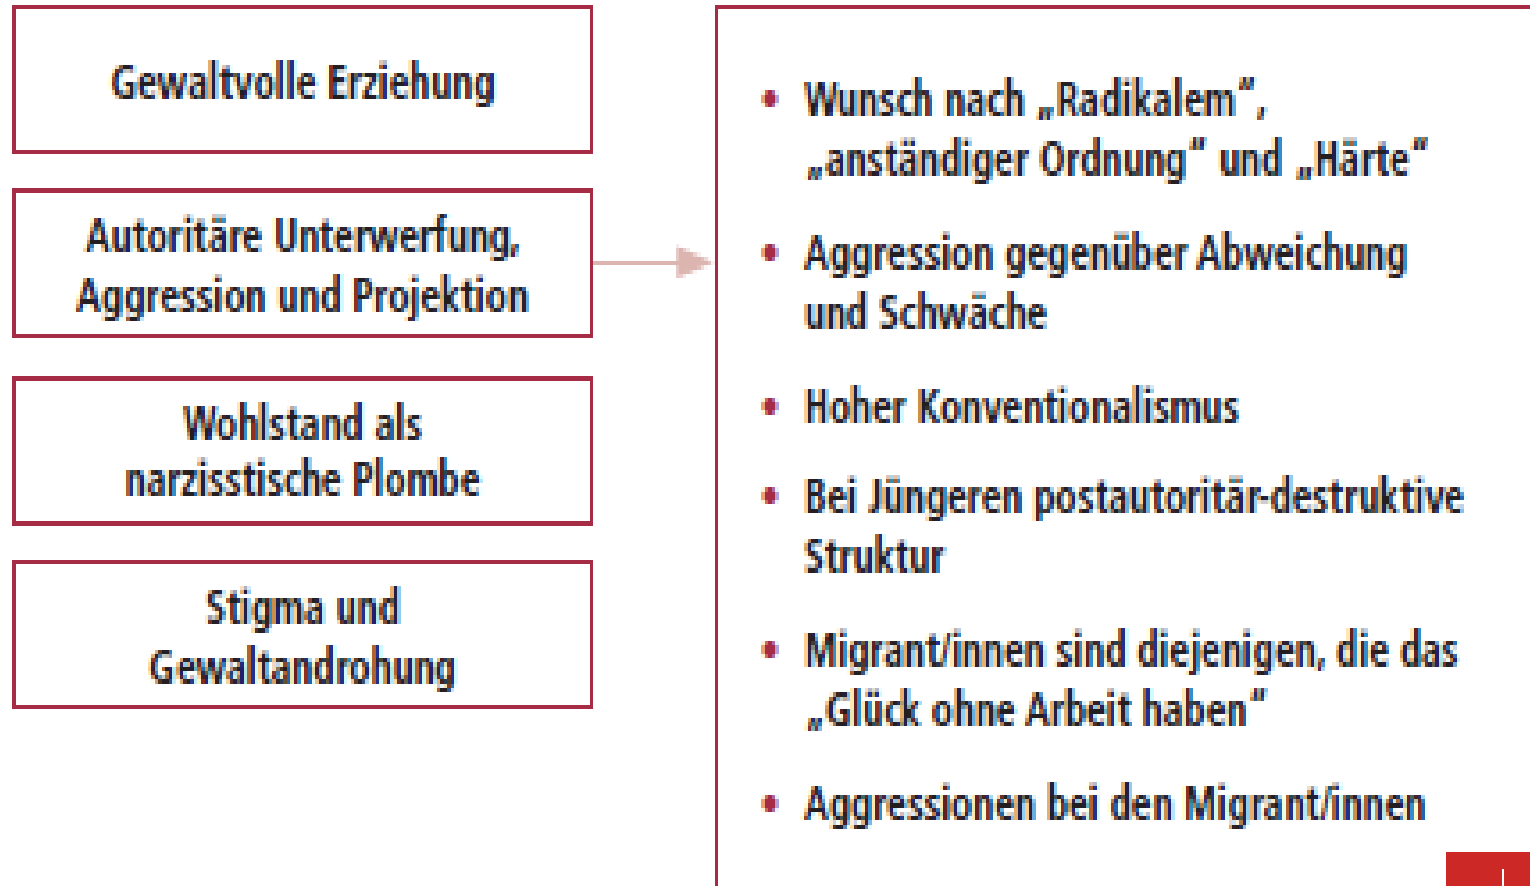 Gewaltvolle Erziehung
Autoritäre Unterwerfung,
Aggression und Projektion
Wohlstand als
narzisstische Plombe
Stigma und
Gewaltandrohung
• Wunsch nach „Radikalem“,
„anständiger Ordnung“ und „Härte“
• Aggression gegenüber Abweichung
und Schwäche
• Hoher Konventionalismus
• Bei Jüngeren postautoritär-destruktive
Struktur
• Migrant/innen sind diejenigen, die das
„Glück ohne Arbeit haben“
• Aggressionen bei den Migrant/innen